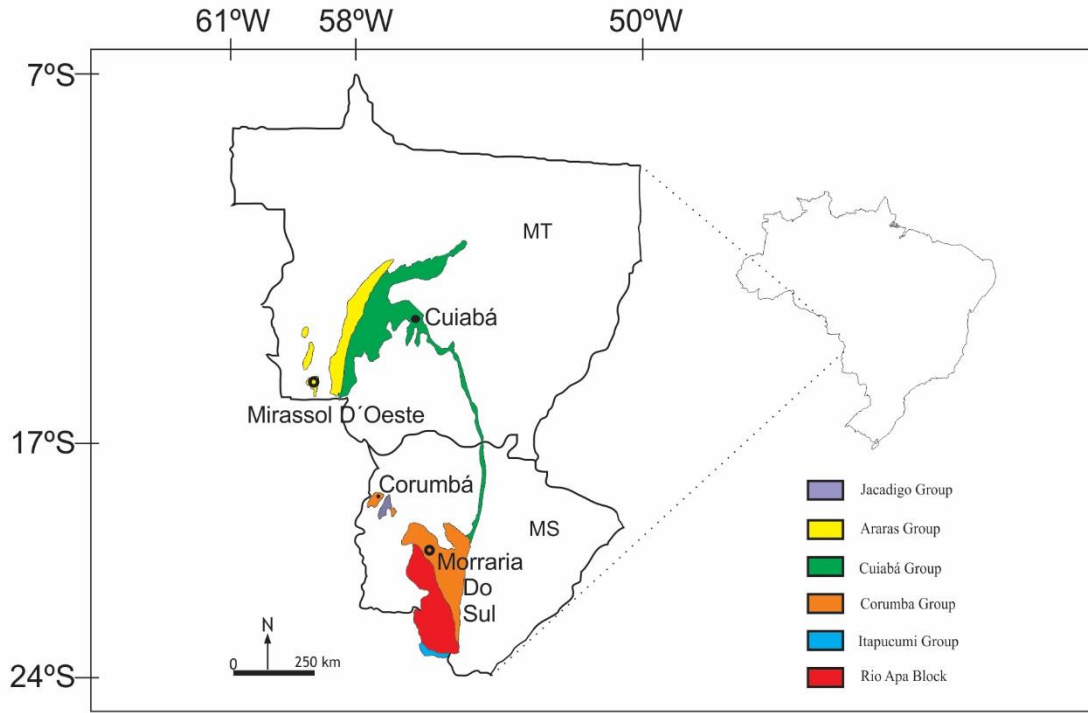 61ºW 58ºW 50ºW
7ºS
MT
Cuiabá
Mirassol D´Oeste
17ºS
Corumbá
MS
Morraria
Do
Sul
N
0 250 km
24ºS
Jacadigo Group
Araras Group
Cuiabá Group
Corumba Group
Itapucumi Group
Rio Apa Block